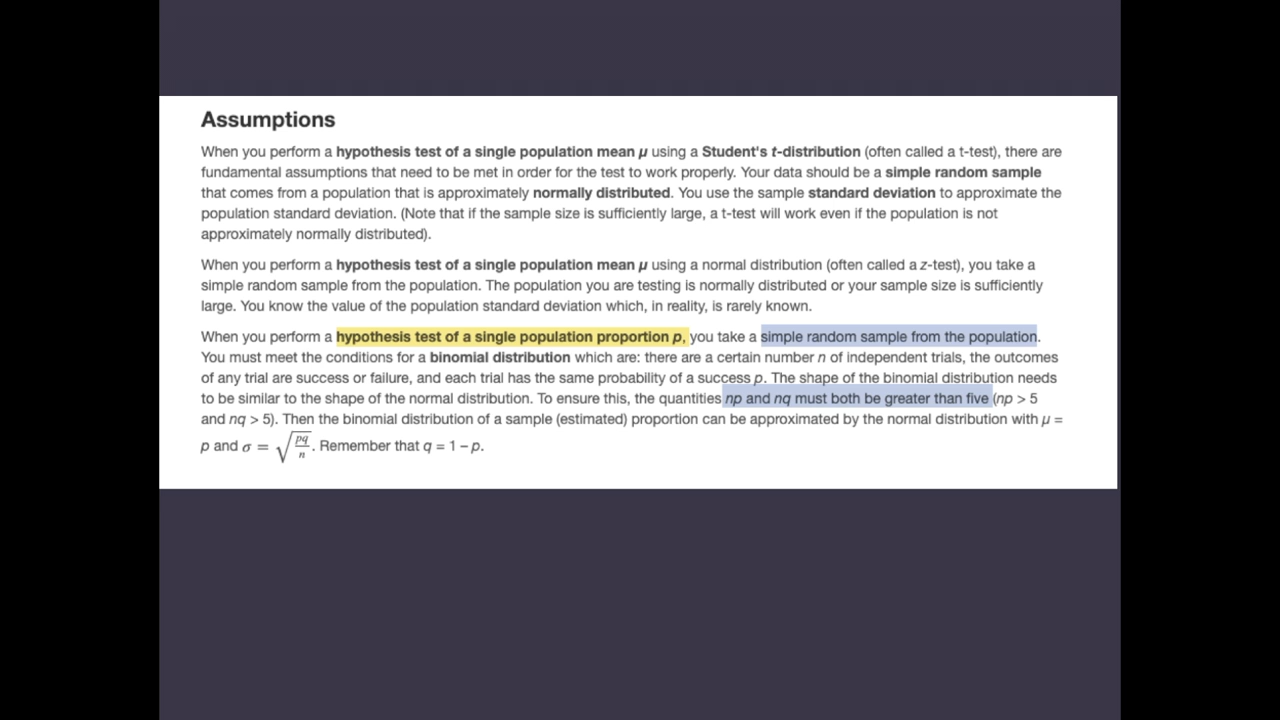 Assumptions
When you perform a hypothesis test of a single population mean μ using a Student's t-distribution (often called a t-test), there are
fundamental assumptions that need to be met in order for the test to work properly. Your data should be a simple random sample
that comes from a population that is approximately normally distributed. You use the sample standard deviation to approximate the
population standard deviation. (Note that if the sample size is sufficiently large, a t-test will work even if the population is not
approximately normally distributed).
When you perform a hypothesis test of a single population mean μ using a normal distribution (often called a z-test), you take a
simple random sample from the population. The population you are testing is normally distributed or your sample size is sufficiently
large. You know the value of the population standard deviation which, in reality, is rarely known.
When you perform a hypothesis test of a single population proportion p, you take a simple random sample from the population.
You must meet the conditions for a binomial distribution which are: there are a certain number n of independent trials, the outcomes
of any trial are success or failure, and each trial has the same probability of a success p. The shape of the binomial distribution needs
to be similar to the shape of the normal distribution. To ensure this, the quantities np and nq must both be greater than five (np > 5
and nq > 5). Then the binomial distribution of a sample (estimated) proportion can be approximated by the normal distribution with μ =
p and σ = √(pq/n). Remember that q = 1 – p.